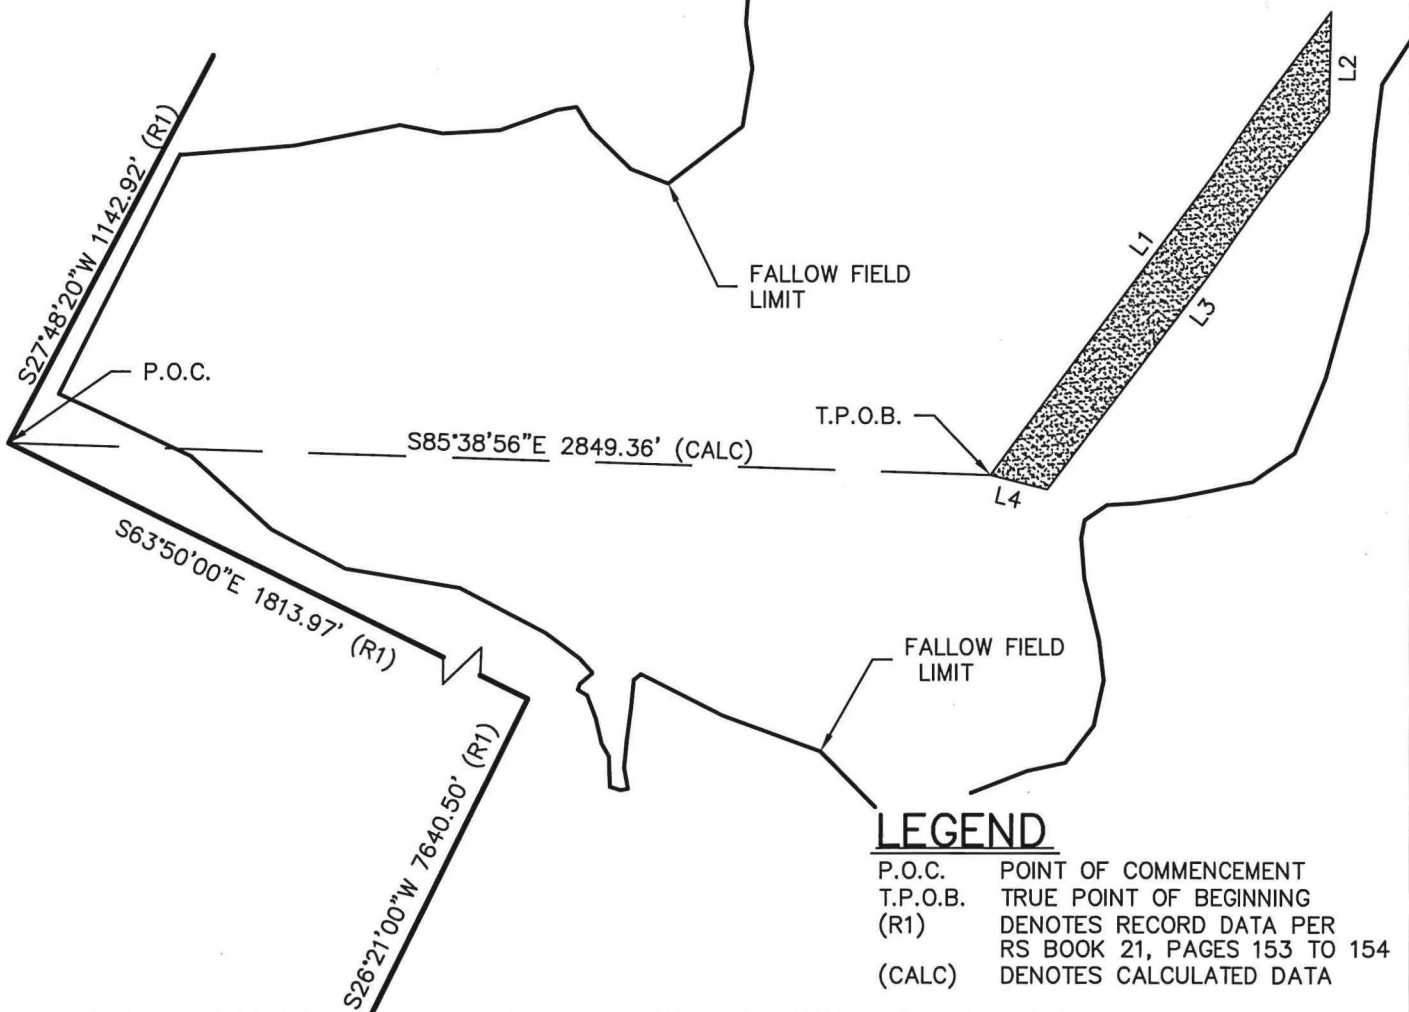 L2
S27°48'20"W 1142.92' (R1)
L1
FALLOW FIELD
LIMIT
L3
P.O.C.
T.P.O.B.
S85°38'56"E 2849.36' (CALC)
L4
S63°50'00"E 1813.97' (R1)
FALLOW FIELD
LIMIT
S26°21'00"W 7640.50' (R1)
LEGEND
P.O.C. POINT OF COMMENCEMENT
T.P.O.B. TRUE POINT OF BEGINNING
(R1) DENOTES RECORD DATA PER
RS BOOK 21, PAGES 153 TO 154
(CALC) DENOTES CALCULATED DATA